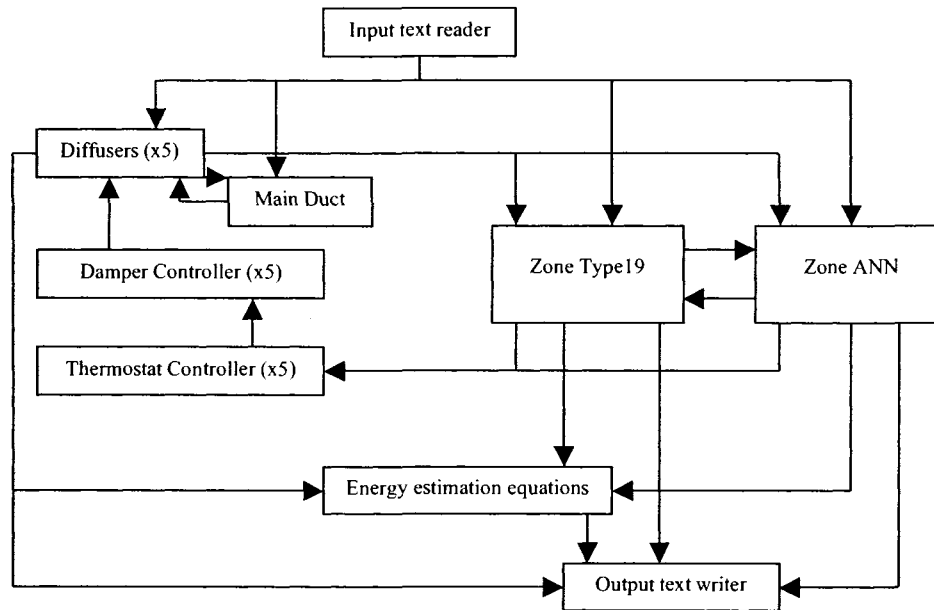 Input text reader
Diffusers (x5)
Main Duct
Zone Type19
Zone ANN
Damper Controller (x5)
Thermostat Controller (x5)
Energy estimation equations
Output text writer